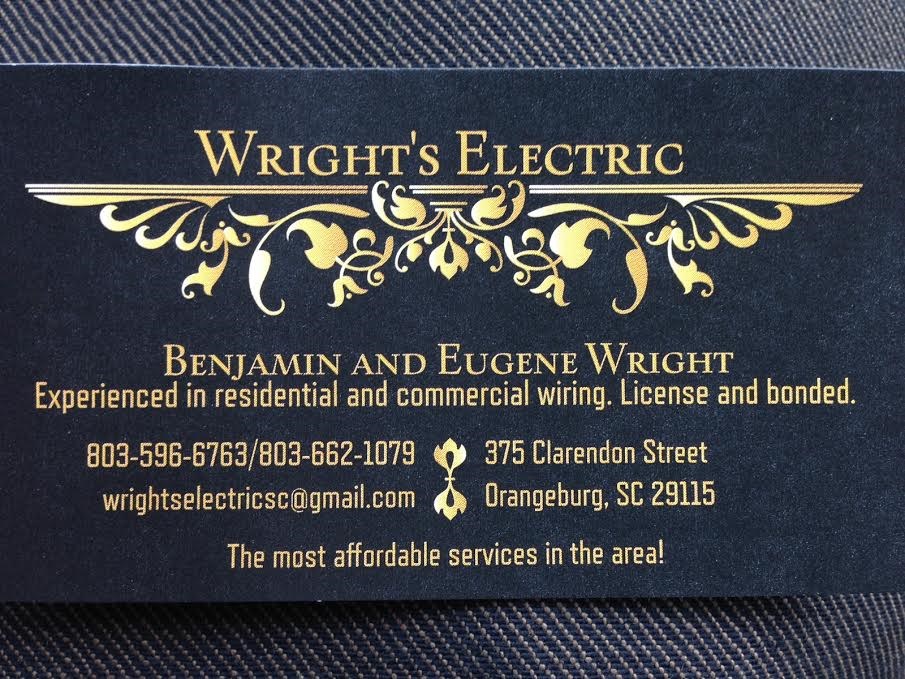 Wright's Electric
Benjamin and Eugene Wright
Experienced in residential and commercial wiring. License and bonded.
803-596-6763/803-662-1079 375 Clarendon Street
wrightselectricsc@gmail.com Orangeburg, SC 29115
The most affordable services in the area!